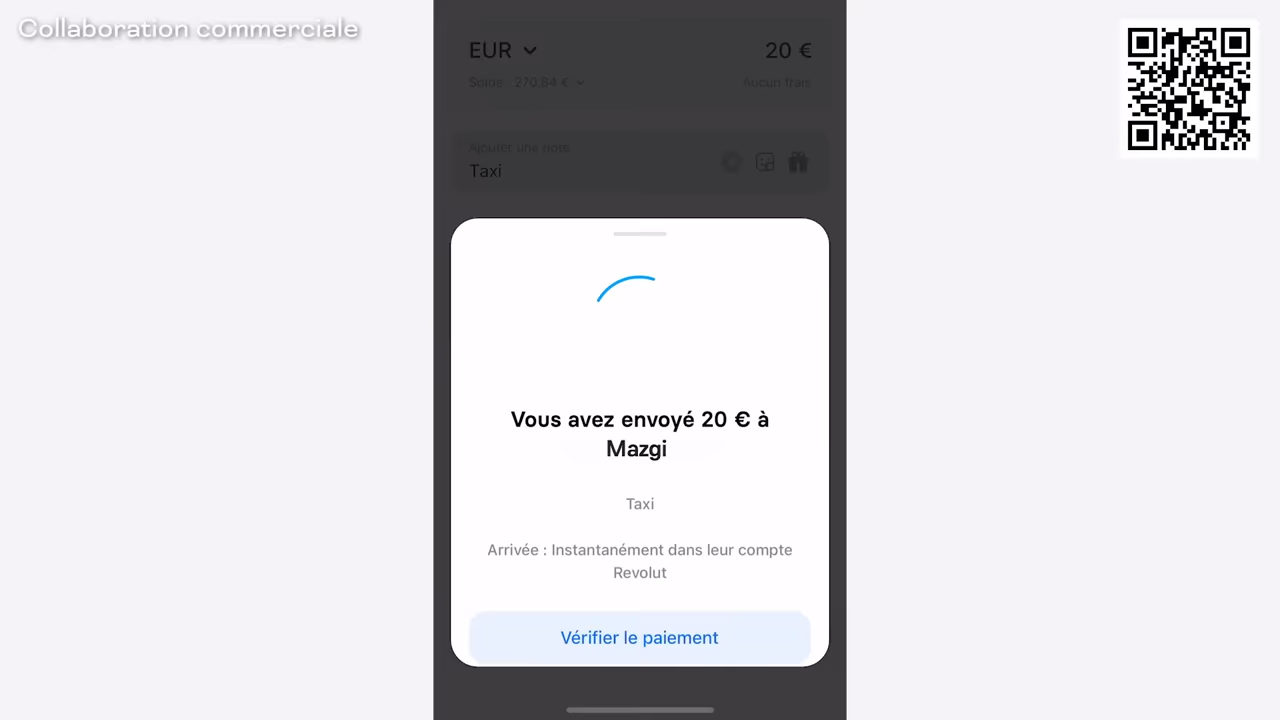 Collaboration commerciale
EUR
20 €
Solde : 270,84 €
Aucun frais
Ajouter une note
Taxi
Vous avez envoyé 20 € à
Mazgi
Taxi
Arrivée : Instantanément dans leur compte
Revolut
Vérifier le paiement